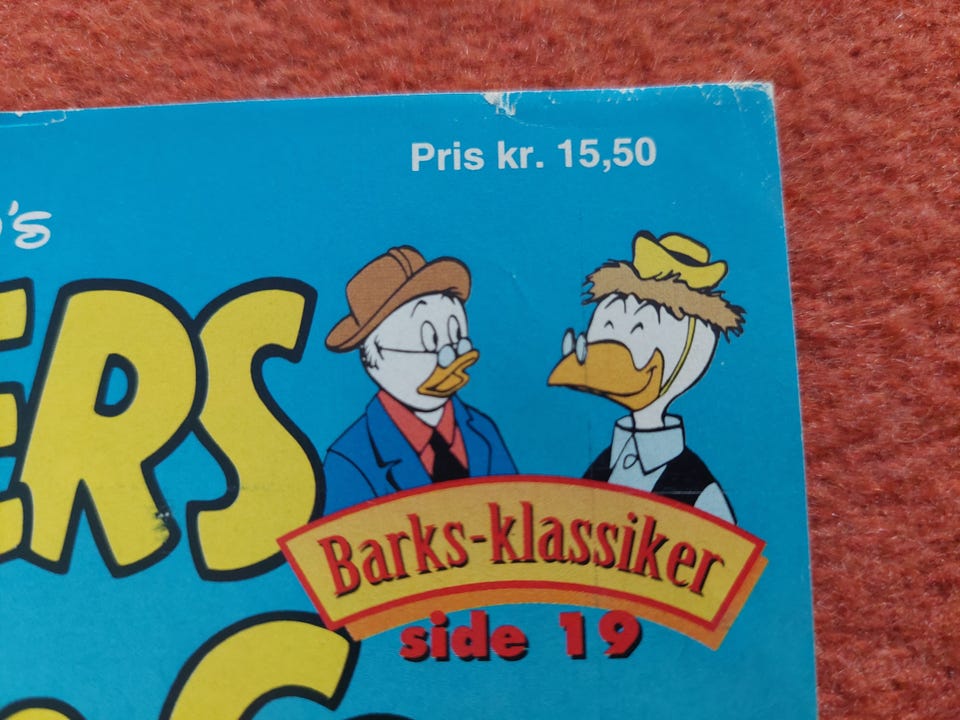 Pris kr. 15,50
's
ERS
Barks-klassiker
side 19